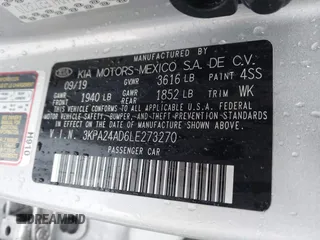 MANUFACTURED BY
KIA KIA MOTORS MEXICO S.A. DE C.V.
09/19 GVWR 3616 LB PAINT 4SS
GAWR FRONT 1940 LB GAWR REAR 1852 LB TRIM WK
THIS VEHICLE CONFORMS TO ALL APPLICABLE U.S. FEDERAL
MOTOR VEHICLE SAFETY, BUMPER, AND THEFT PREVENTION
STANDARDS IN EFFECT ON THE DATE OF MANUFACTURE SHOWN ABOVE.
V.I.N. 3KPA24AD6LE273270
PASSENGER CAR
H910
DREAMBID